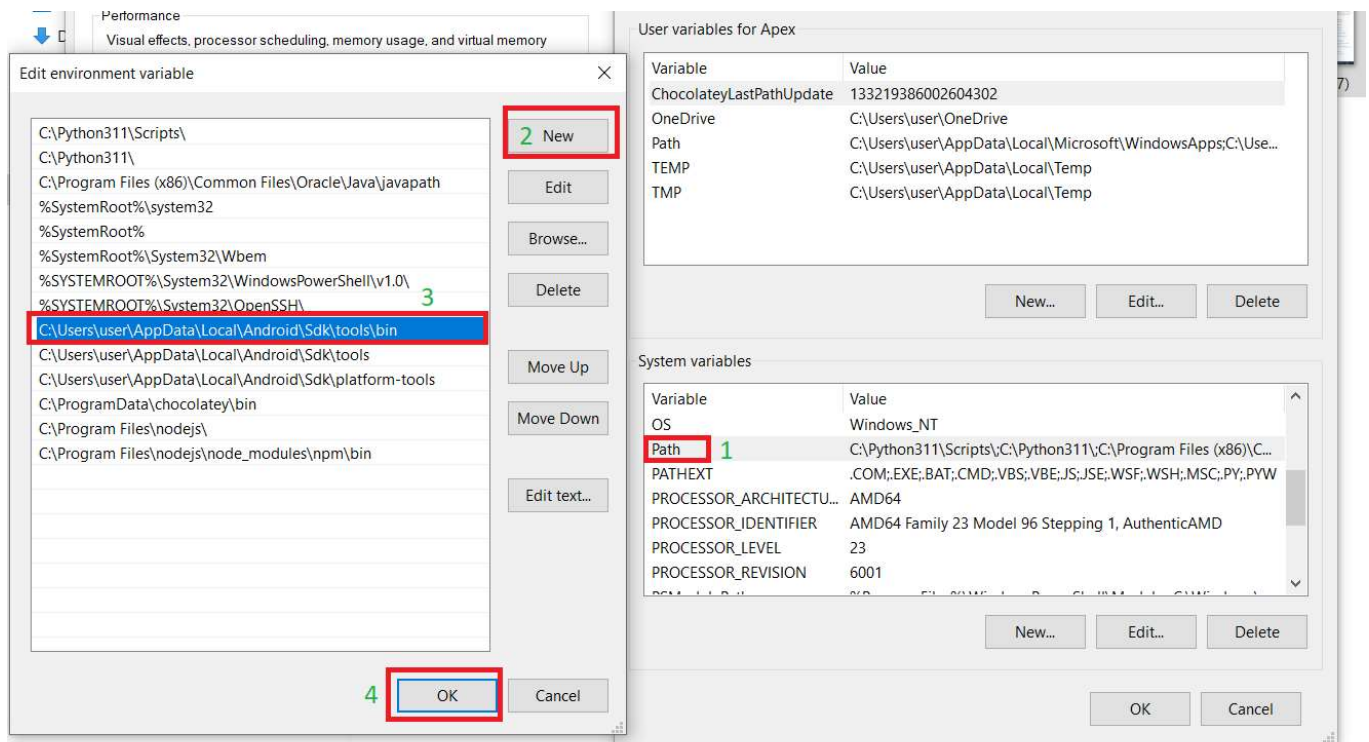 Performance
Visual effects, processor scheduling, memory usage, and virtual memory
Edit environment variable
C:\Python311\Scripts\
C:\Python311\
C:\Program Files (x86)\Common Files\Oracle\Java\javapath
%SystemRoot%\system32
%SystemRoot%
%SystemRoot%\System32\Wbem
%SYSTEMROOT%\System32\WindowsPowerShell\v1.0\
%SYSTEMROOT%\System32\OpenSSH\
3
C:\Users\user\AppData\Local\Android\Sdk\tools\bin
C:\Users\user\AppData\Local\Android\Sdk\tools
C:\Users\user\AppData\Local\Android\Sdk\platform-tools
C:\ProgramData\chocolatey\bin
C:\Program Files\nodejs\
C:\Program Files\nodejs\node_modules\npm\bin
2 New
Edit
Browse...
Delete
Move Up
Move Down
Edit text...
4 OK
Cancel
User variables for Apex
Variable Value
ChocolateyLastPathUpdate 133219386002604302
OneDrive C:\Users\user\OneDrive
Path C:\Users\user\AppData\Local\Microsoft\WindowsApps;C:\Use...
TEMP C:\Users\user\AppData\Local\Temp
TMP C:\Users\user\AppData\Local\Temp
New... Edit... Delete
System variables
Variable Value
OS Windows_NT
Path 1 C:\Python311\Scripts\;C:\Python311\;C:\Program Files (x86)\C...
PATHEXT .COM;.EXE;.BAT;.CMD;.VBS;.VBE;.JS;.JSE;.WSF;.WSH;.MSC;.PY;.PYW
PROCESSOR_ARCHITECTU... AMD64
PROCESSOR_IDENTIFIER AMD64 Family 23 Model 96 Stepping 1, AuthenticAMD
PROCESSOR_LEVEL 23
PROCESSOR_REVISION 6001
New... Edit... Delete
OK Cancel
7)